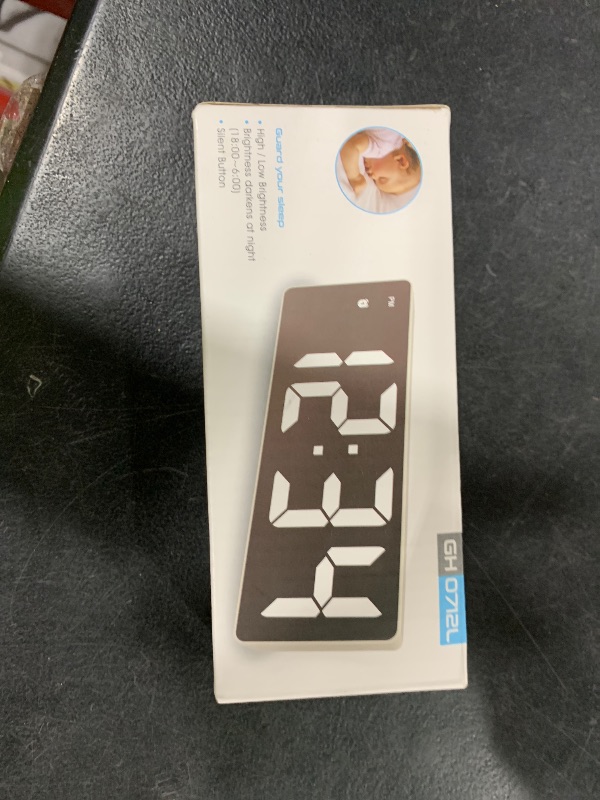 Guard your sleep
• High / Low Brightness
• Brightness darkens at night
(18:00~6:00)
• Silent Button
PM
12:34
GH 0712L